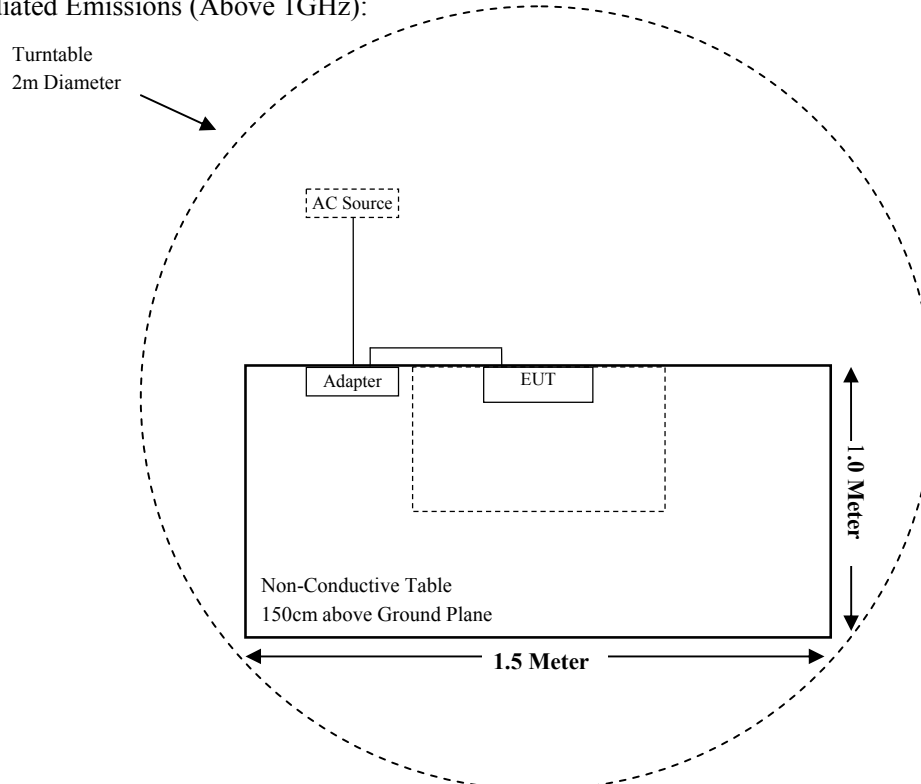 diated Emissions (Above 1GHz):
Turntable
2m Diameter
AC Source
Adapter
EUT
1.0 Meter
Non-Conductive Table
150cm above Ground Plane
1.5 Meter